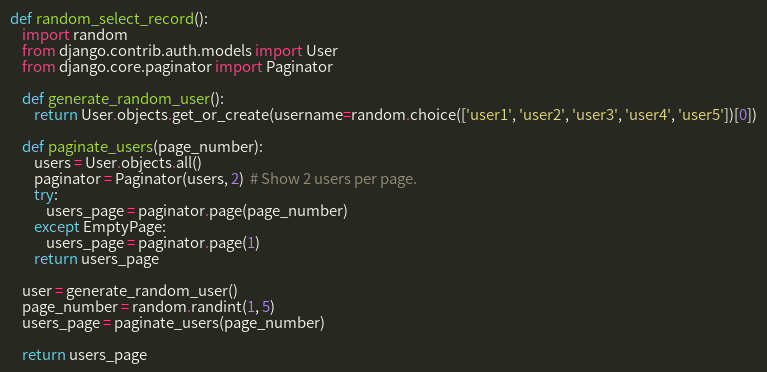 def random_select_record():
    import random
    from django.contrib.auth.models import User
    from django.core.paginator import Paginator

    def generate_random_user():
        return User.objects.get_or_create(username=random.choice(['user1', 'user2', 'user3', 'user4', 'user5'])[0])

    def paginate_users(page_number):
        users = User.objects.all()
        paginator = Paginator(users, 2)  # Show 2 users per page.
        try:
            users_page = paginator.page(page_number)
        except EmptyPage:
            users_page = paginator.page(1)
        return users_page

    user = generate_random_user()
    page_number = random.randint(1, 5)
    users_page = paginate_users(page_number)

    return users_page